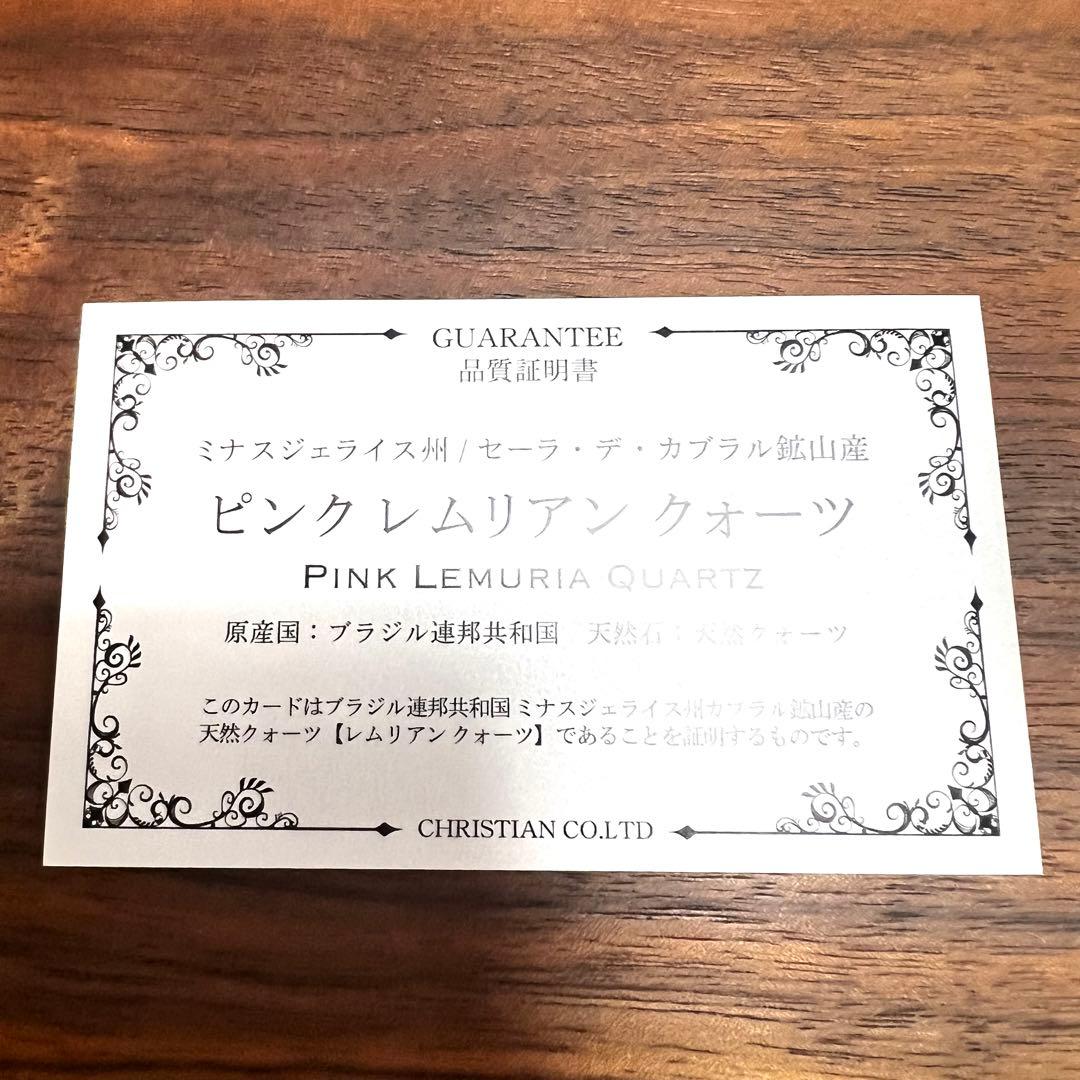 GUARANTEE
品質証明書
ミナスジェライス州 / セーラ・デ・カブラル鉱山産
ピンク レムリアン クォーツ
PINK LEMURIA QUARTZ
原産国：ブラジル連邦共和国　天然石：天然クォーツ
このカードはブラジル連邦共和国 ミナスジェライス州カブラル鉱山産の
天然クォーツ【レムリアン クォーツ】であることを証明するものです。
CHRISTIAN CO.LTD